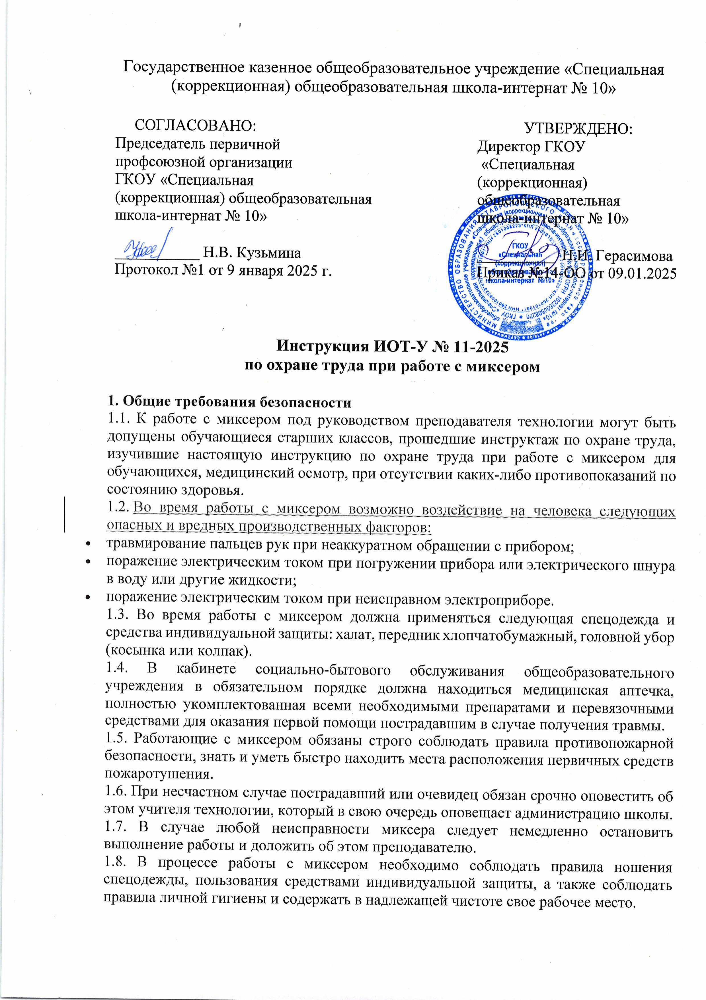 Государственное казенное общеобразовательное учреждение «Специальная
(коррекционная) общеобразовательная школа-интернат № 10»
СОГЛАСОВАНО:
Председатель первичной
профсоюзной организации
ГКОУ «Специальная
(коррекционная) общеобразовательная
школа-интернат № 10»
___________ Н.В. Кузьмина
Протокол №1 от 9 января 2025 г.
УТВЕРЖДЕНО:
Директор ГКОУ
«Специальная
(коррекционная)
общеобразовательная
школа-интернат № 10»
___________ Н.И. Герасимова
Приказ №14-ОО от 09.01.2025
ГКОУ
«Специальная
(коррекционная)
общеобразовательная
школа-интернат №10»
Инструкция ИОТ-У № 11-2025
по охране труда при работе с миксером
1. Общие требования безопасности
1.1. К работе с миксером под руководством преподавателя технологии могут быть
допущены обучающиеся старших классов, прошедшие инструктаж по охране труда,
изучившие настоящую инструкцию по охране труда при работе с миксером для
обучающихся, медицинский осмотр, при отсутствии каких-либо противопоказаний по
состоянию здоровья.
1.2. Во время работы с миксером возможно воздействие на человека следующих
опасных и вредных производственных факторов:
• травмирование пальцев рук при неаккуратном обращении с прибором;
• поражение электрическим током при погружении прибора или электрического шнура
в воду или другие жидкости;
• поражение электрическим током при неисправном электроприборе.
1.3. Во время работы с миксером должна применяться следующая спецодежда и
средства индивидуальной защиты: халат, передник хлопчатобумажный, головной убор
(косынка или колпак).
1.4. В кабинете социально-бытового обслуживания общеобразовательного
учреждения в обязательном порядке должна находиться медицинская аптечка,
полностью укомплектованная всеми необходимыми препаратами и перевязочными
средствами для оказания первой помощи пострадавшим в случае получения травмы.
1.5. Работающие с миксером обязаны строго соблюдать правила противопожарной
безопасности, знать и уметь быстро находить места расположения первичных средств
пожаротушения.
1.6. При несчастном случае пострадавший или очевидец обязан срочно оповестить об
этом учителя технологии, который в свою очередь оповещает администрацию школы.
1.7. В случае любой неисправности миксера следует немедленно остановить
выполнение работы и доложить об этом преподавателю.
1.8. В процессе работы с миксером необходимо соблюдать правила ношения
спецодежды, пользования средствами индивидуальной защиты, а также соблюдать
правила личной гигиены и содержать в надлежащей чистоте свое рабочее место.